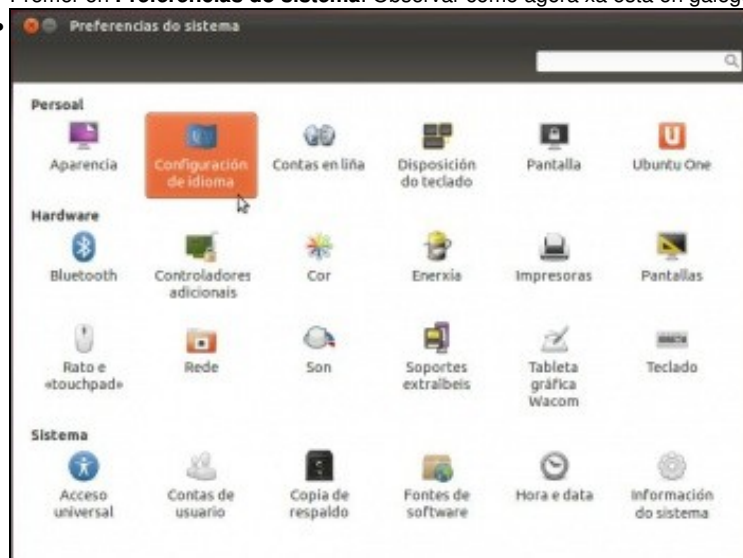 Premer en Preferencias do sistema. Observar como agora xa está en galeg
Preferencias do sistema
Persoal
Aparencia
Configuración
de idioma
Contas en liña
Disposición
do teclado
Pantalla
Ubuntu One
Hardware
Bluetooth
Controladores
adicionais
Cor
Enerxía
Impresoras
Pantallas
Rato e
«touchpad»
Rede
Son
Soportes
extraíbeis
Tableta
gráfica
Wacom
Teclado
Sistema
Acceso
universal
Contas de
usuario
Copia de
respaldo
Fontes de
software
Hora e data
Información
do sistema